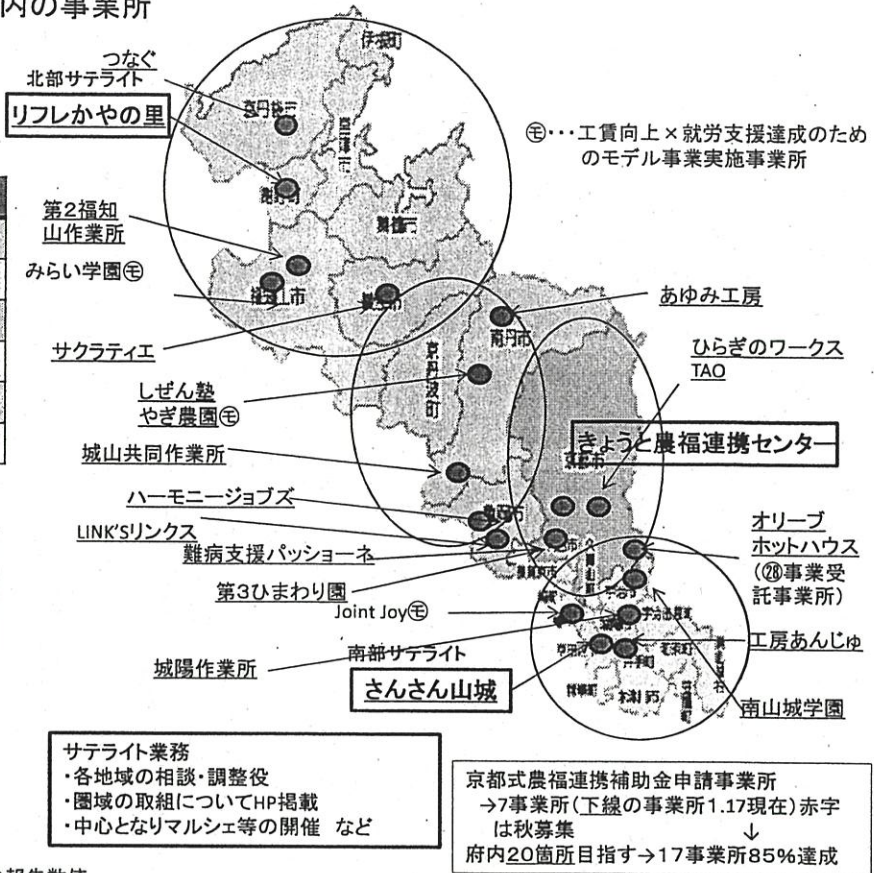 内の事業所
つなぐ
北部サテライト
リフレかやの里
㋲･･･工賃向上×就労支援達成のため
のモデル事業実施事業所
第2福知
山作業所
みらい学園㋲
サクラティエ
あゆみ工房
ひらぎのワークス
TAO
しぜん塾
やぎ農園㋲
きょうと農福連携センター
城山共同作業所
ハーモニージョブズ
LINK'Sリンクス
難病支援パッショーネ
第3ひまわり園
オリーブ
ホットハウス
(㉘事業受
託事業所)
Joint Joy㋲
城陽作業所
南部サテライト
さんさん山城
工房あんじゅ
南山城学園
南丹市
京丹波町
サテライト業務
・各地域の相談・調整役
・圏域の取組についてHP掲載
・中心となりマルシェ等の開催 など
京都式農福連携補助金申請事業所
→7事業所(下線の事業所1.17現在)赤字
は秋募集 ↓
府内20箇所目指す→17事業所85%達成